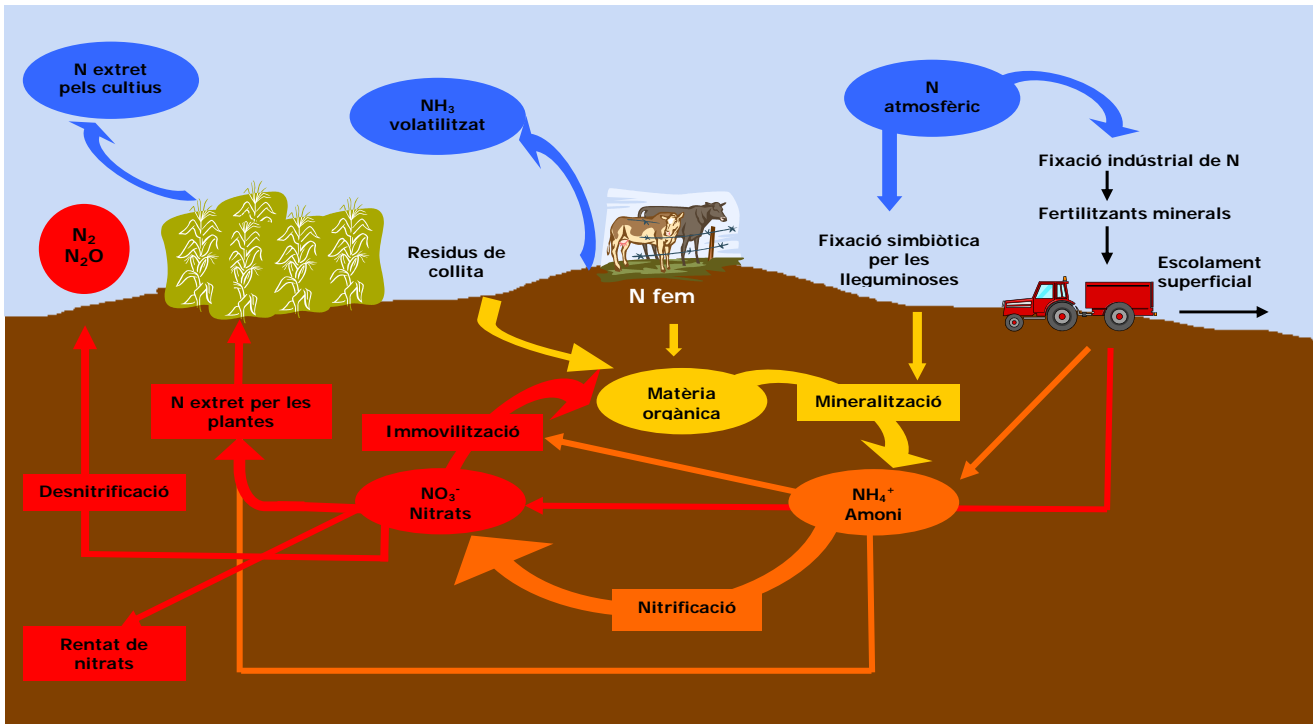 N extret
pels cultius
NH₃
volatilitzat
N
atmosfèric
Fixació indústrial de N
Fertilitzants minerals
Escolament
superficial
Fixació simbiòtica
per les
lleguminoses
N₂
N₂O
Residus de
collita
N fem
Matèria
orgànica
Mineralització
N extret per les
plantes
Immovilització
Desnitrificació
NO₃⁻
Nitrats
NH₄⁺
Amoni
Nitrificació
Rentat de
nitrats